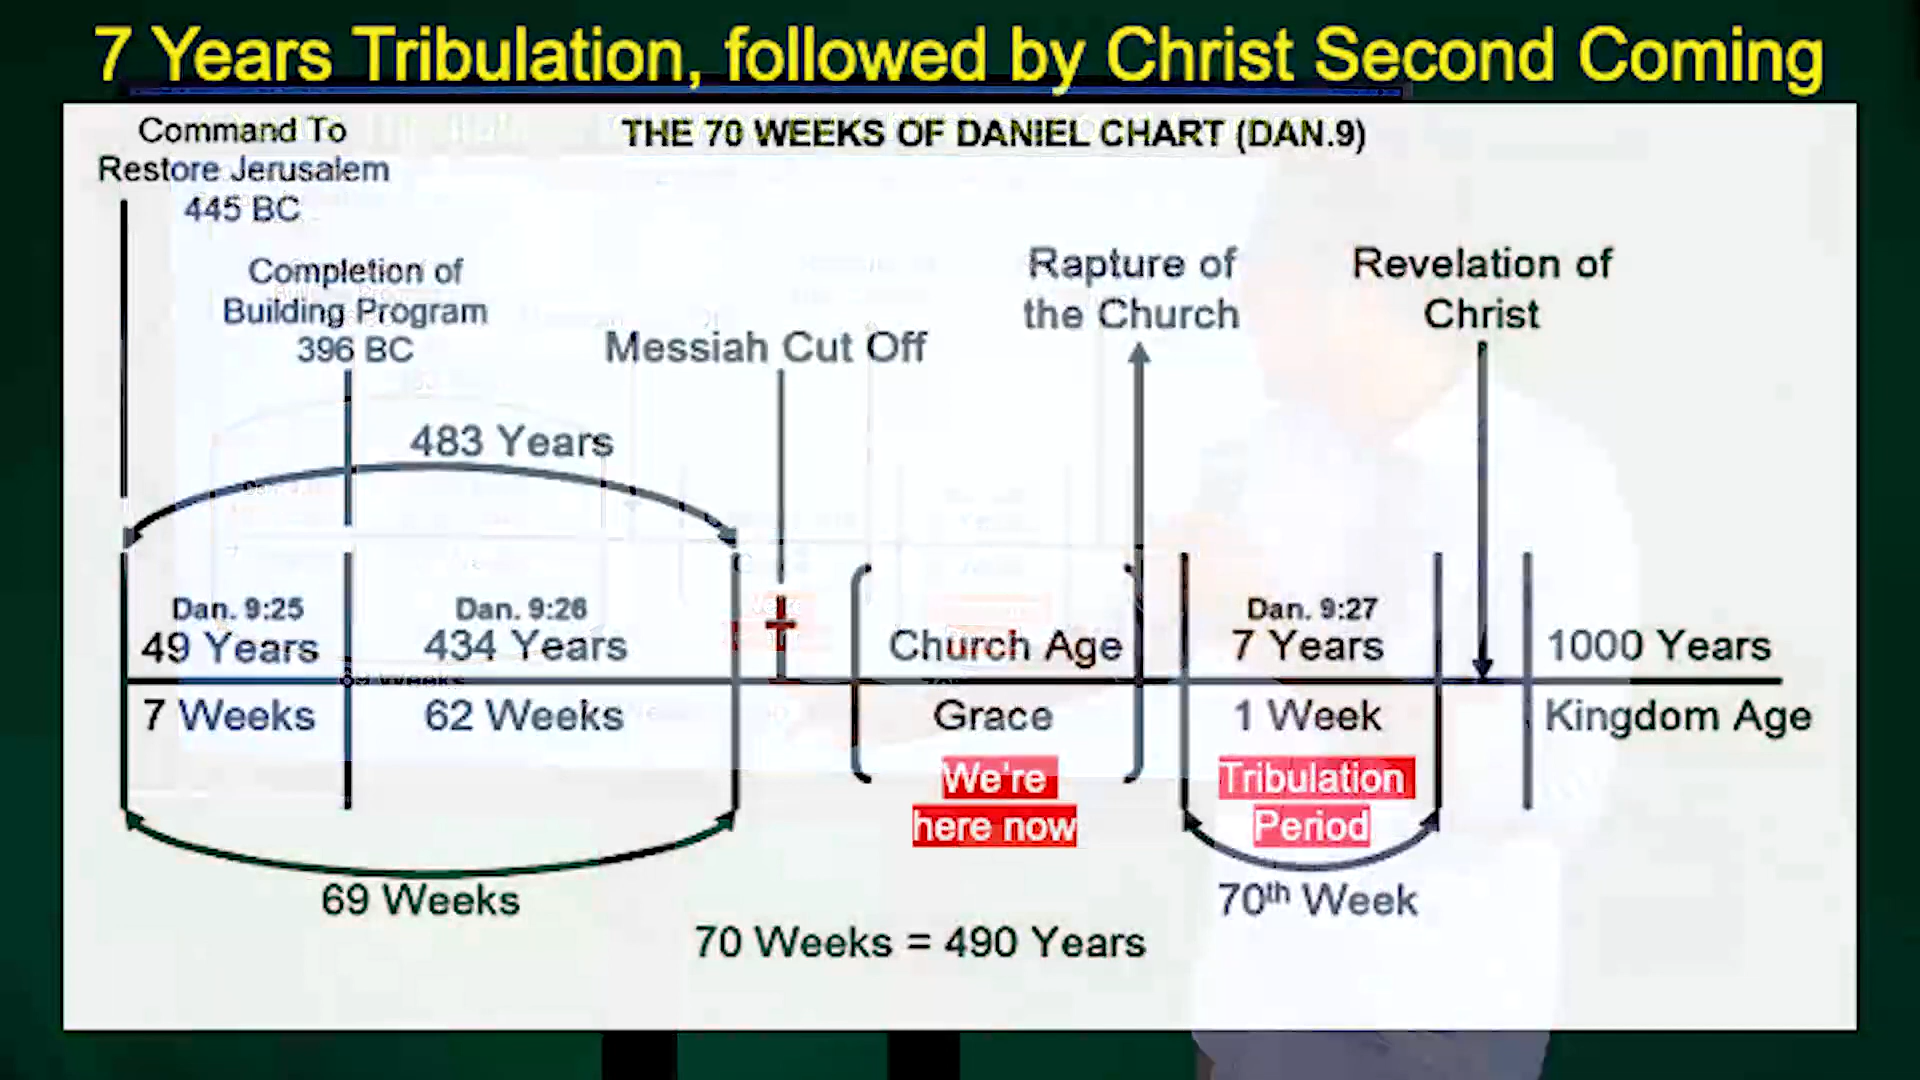 7 Years Tribulation, followed by Christ Second Coming
THE 70 WEEKS OF DANIEL CHART (DAN.9)
Command To
Restore Jerusalem
445 BC
Completion of
Building Program
396 BC
Messiah Cut Off
Rapture of
the Church
Revelation of
Christ
483 Years
Dan. 9:25
49 Years
7 Weeks
Dan. 9:26
434 Years
62 Weeks
Church Age
Grace
We're
here now
Dan. 9:27
7 Years
1 Week
Tribulation
Period
1000 Years
Kingdom Age
69 Weeks
70th Week
70 Weeks = 490 Years